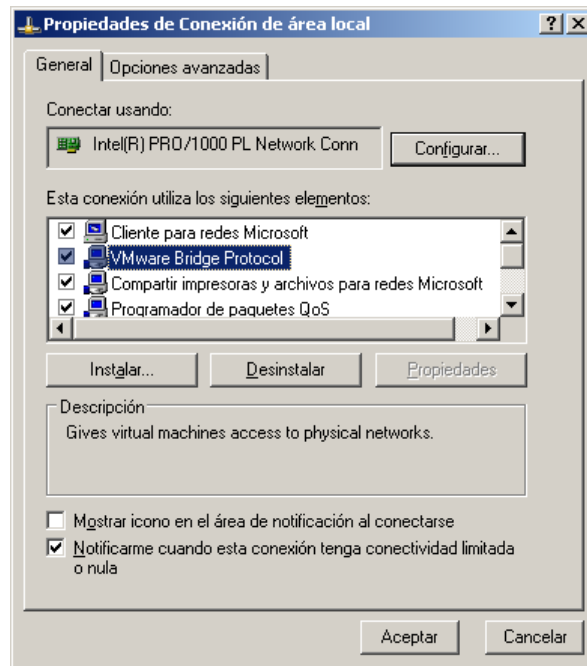 Propiedades de Conexión de área local
General
Opciones avanzadas
Conectar usando:
Intel(R) PRO/1000 PL Network Conn
Configurar...
Esta conexión utiliza los siguientes elementos:
Cliente para redes Microsoft
VMware Bridge Protocol
Compartir impresoras y archivos para redes Microsoft
Programador de paquetes QoS
Instalar...
Desinstalar
Propiedades
Descripción
Gives virtual machines access to physical networks.
Mostrar icono en el área de notificación al conectarse
Notificarme cuando esta conexión tenga conectividad limitada
o nula
Aceptar
Cancelar